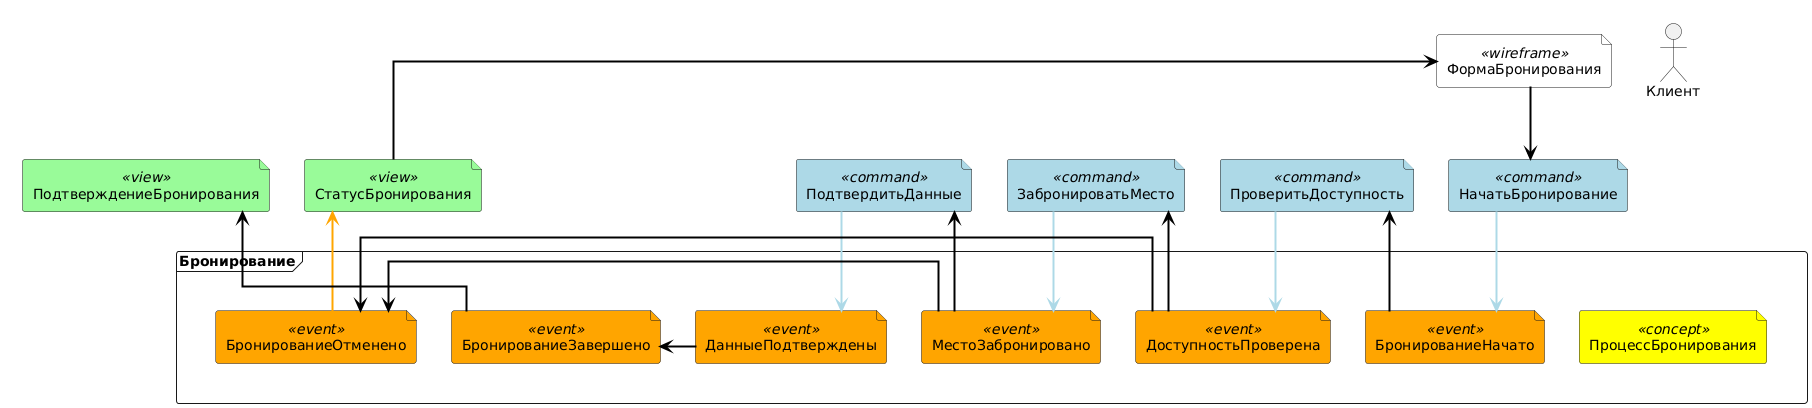 «wireframe»
ФормаБронирования
Клиент
«view»
ПодтверждениеБронирования
«view»
СтатусБронирования
«command»
ПодтвердитьДанные
«command»
ЗабронироватьМесто
«command»
ПроверитьДоступность
«command»
НачатьБронирование
Бронирование
«event»
БронированиеОтменено
«event»
БронированиеЗавершено
«event»
ДанныеПодтверждены
«event»
МестоЗабронировано
«event»
ДоступностьПроверена
«event»
БронированиеНачато
«concept»
ПроцессБронирования